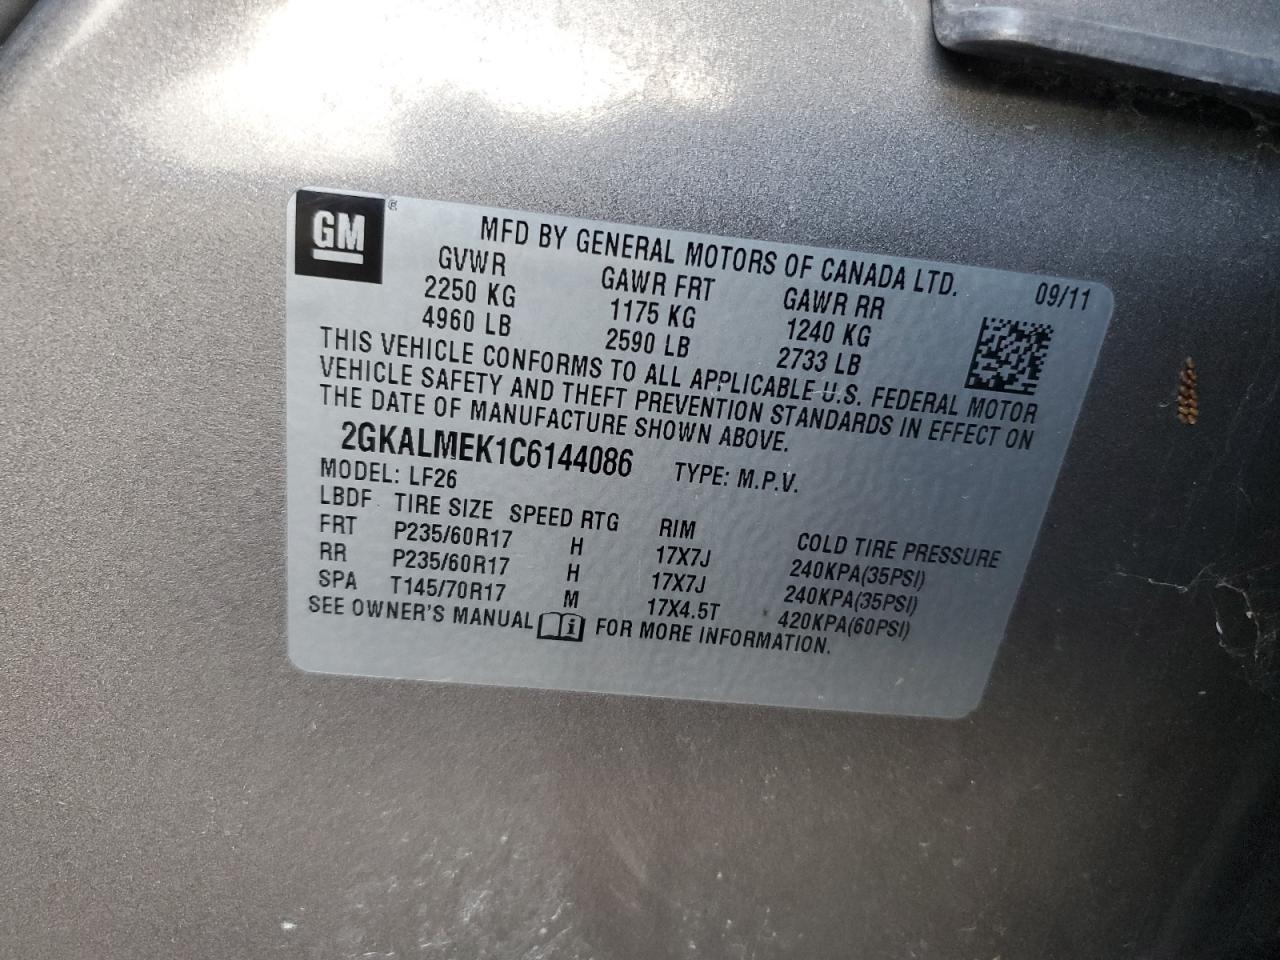 GM ®
MFD BY GENERAL MOTORS OF CANADA LTD.
GVWR GAWR FRT GAWR RR 09/11
2250 KG 1175 KG 1240 KG
4960 LB 2590 LB 2733 LB
THIS VEHICLE CONFORMS TO ALL APPLICABLE U.S. FEDERAL MOTOR
VEHICLE SAFETY AND THEFT PREVENTION STANDARDS IN EFFECT ON
THE DATE OF MANUFACTURE SHOWN ABOVE.
2GKALMEK1C6144086 TYPE: M.P.V.
MODEL: LF26
LBDF TIRE SIZE SPEED RTG RIM COLD TIRE PRESSURE
FRT P235/60R17 H 17X7J 240KPA(35PSI)
RR P235/60R17 H 17X7J 240KPA(35PSI)
SPA T145/70R17 M 17X4.5T 420KPA(60PSI)
SEE OWNER'S MANUAL i FOR MORE INFORMATION.